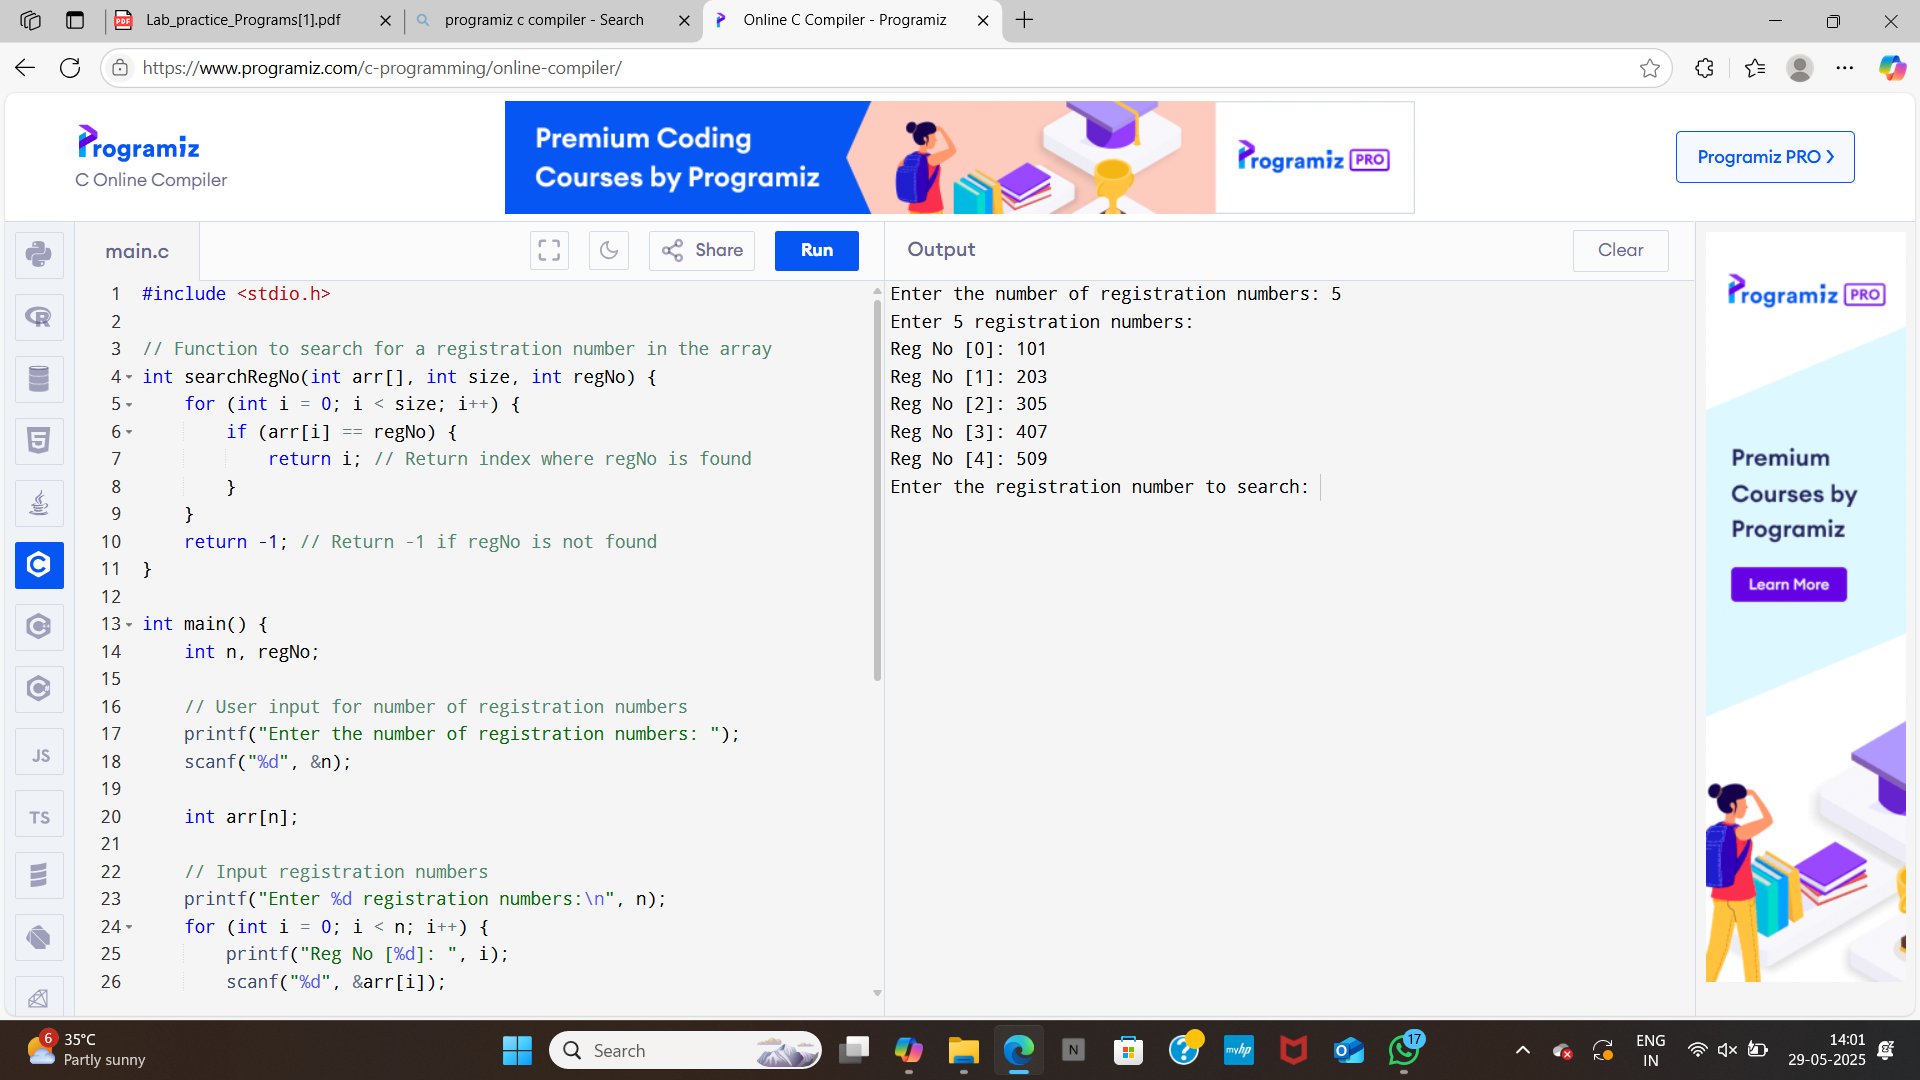 Lab_practice_Programs[1].pdf
programiz c compiler - Search
Online C Compiler - Programiz
https://www.programiz.com/c-programming/online-compiler/
Programiz
C Online Compiler
Premium Coding
Courses by Programiz
Programiz PRO
Programiz PRO
main.c
Share
Run
Output
Clear
1 #include <stdio.h>
2
3 // Function to search for a registration number in the array
4 int searchRegNo(int arr[], int size, int regNo) {
5 for (int i = 0; i < size; i++) {
6 if (arr[i] == regNo) {
7 return i; // Return index where regNo is found
8 }
9 }
10 return -1; // Return -1 if regNo is not found
11 }
12
13 int main() {
14 int n, regNo;
15
16 // User input for number of registration numbers
17 printf("Enter the number of registration numbers: ");
18 scanf("%d", &n);
19
20 int arr[n];
21
22 // Input registration numbers
23 printf("Enter %d registration numbers:\n", n);
24 for (int i = 0; i < n; i++) {
25 printf("Reg No [%d]: ", i);
26 scanf("%d", &arr[i]);
Enter the number of registration numbers: 5
Enter 5 registration numbers:
Reg No [0]: 101
Reg No [1]: 203
Reg No [2]: 305
Reg No [3]: 407
Reg No [4]: 509
Enter the registration number to search:
Programiz PRO
Premium
Courses by
Programiz
Learn More
R
5
C
JS
TS
6
35°C
Partly sunny
Search
N
myhp
17
ENG
IN
14:01
29-05-2025